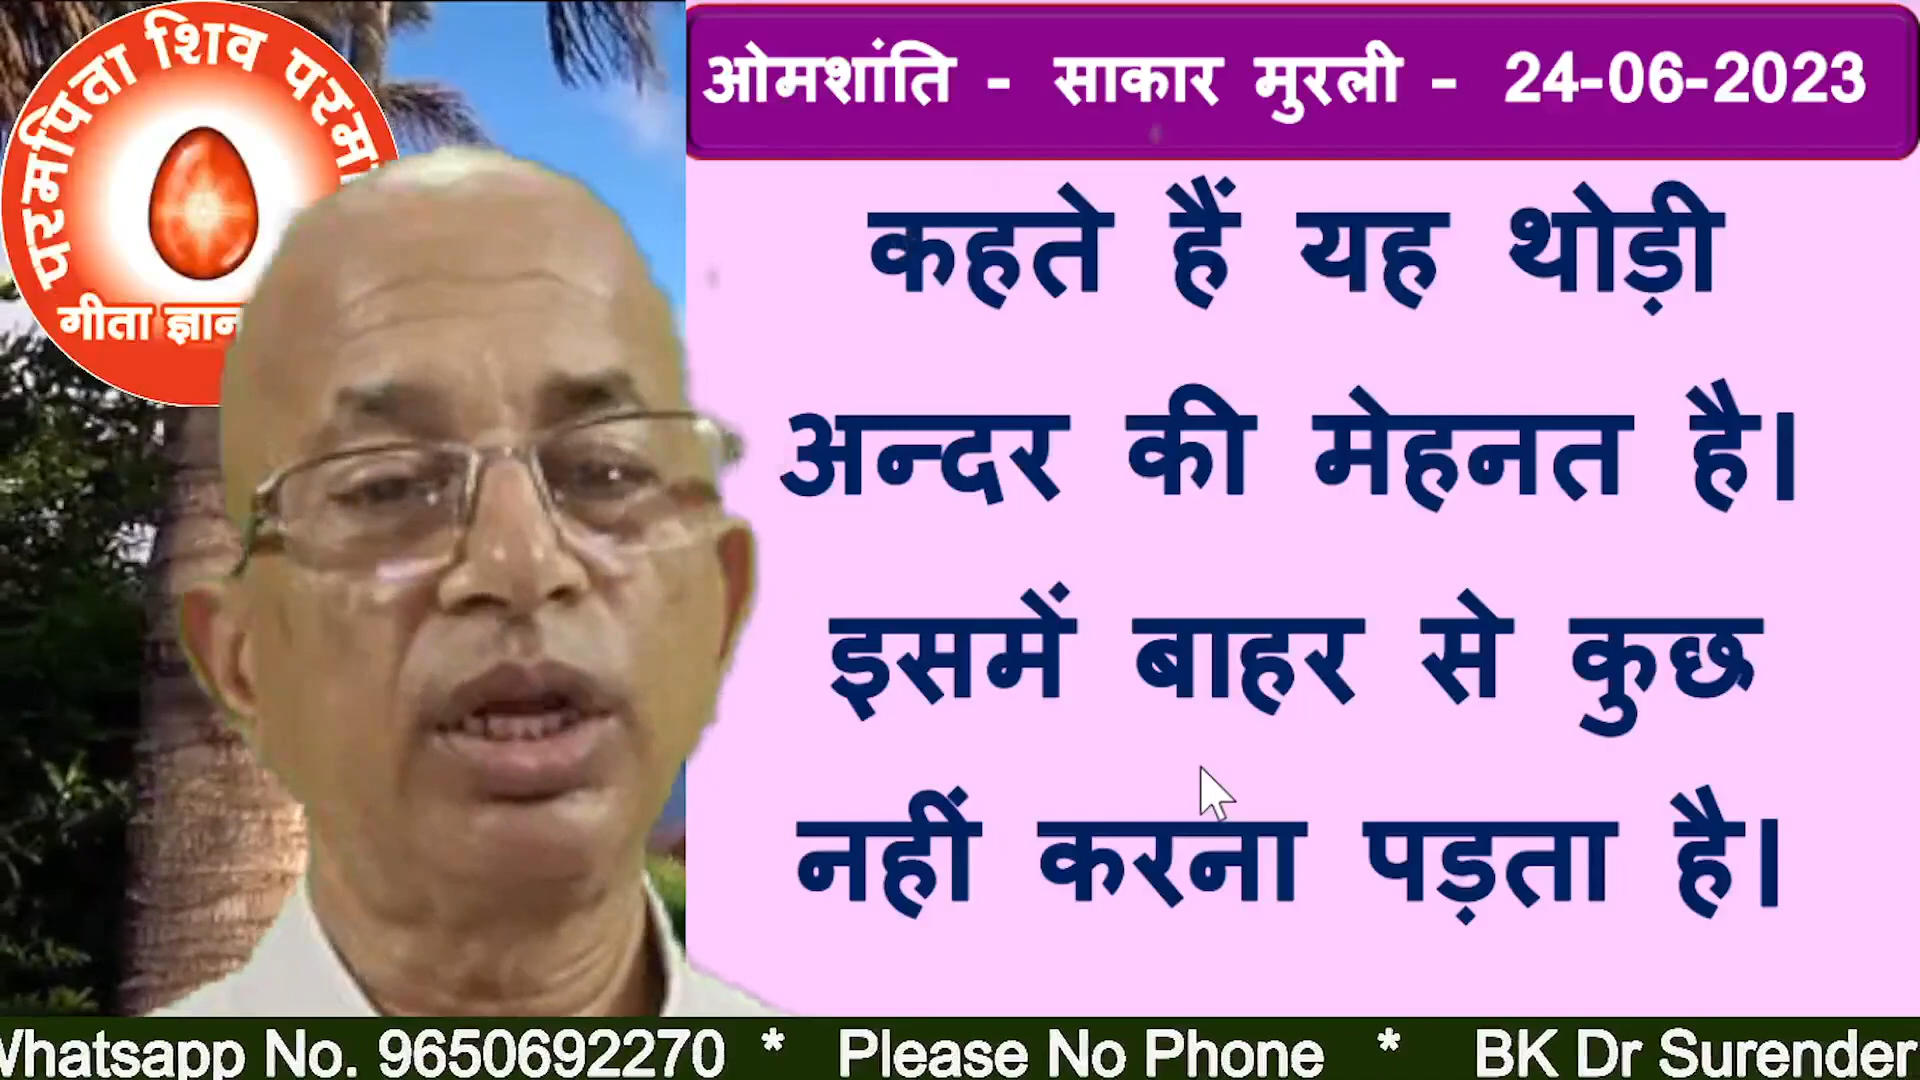 परमपिता शिव
गीता ज्ञान
ओमशांति - साकार मुरली - 24-06-2023
कहते हैं यह थोड़ी
अन्दर की मेहनत है।
इसमें बाहर से कुछ
नहीं करना पड़ता है।
Whatsapp No. 9650692270 * Please No Phone * BK Dr Surender